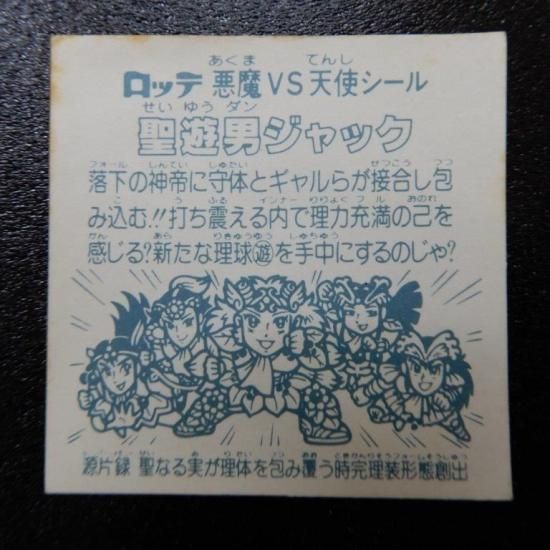 ロッテ 悪魔VS天使シール
聖遊男ジャック
落下の神帝に守体とギャルらが接合し包
み込む!!打ち震える内で理力充満の己を
感じる?新たな理球遊を手中にするのじゃ?
源片録 聖なる実が理体を包み覆う時完理装形態創出